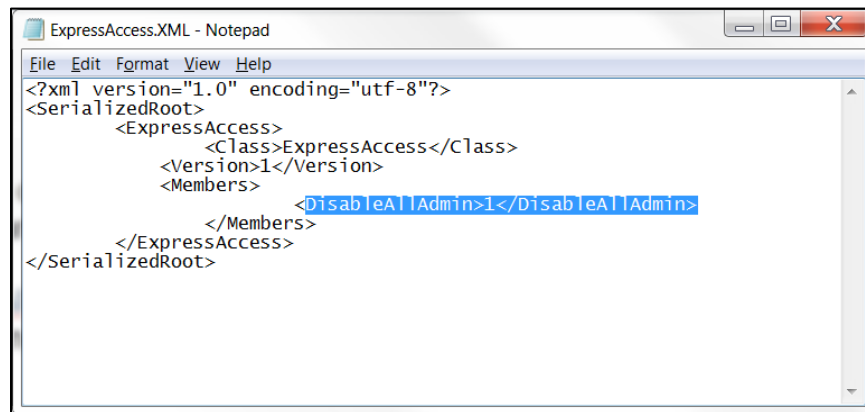 ExpressAccess.XML - Notepad
File Edit Format View Help
<?xml version="1.0" encoding="utf-8"?>
<SerializedRoot>
<ExpressAccess>
<Class>ExpressAccess</Class>
<Version>1</Version>
<Members>
<DisableAllAdmin>1</DisableAllAdmin>
</Members>
</ExpressAccess>
</SerializedRoot>